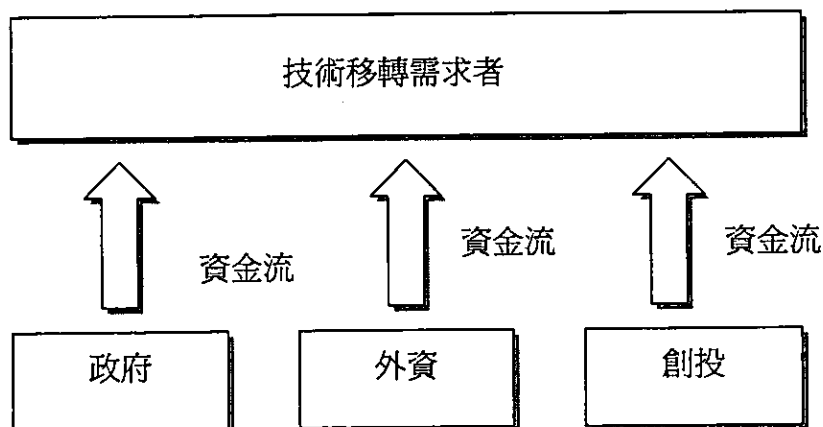 技術移轉需求者
資金流
資金流
資金流
政府
外資
創投